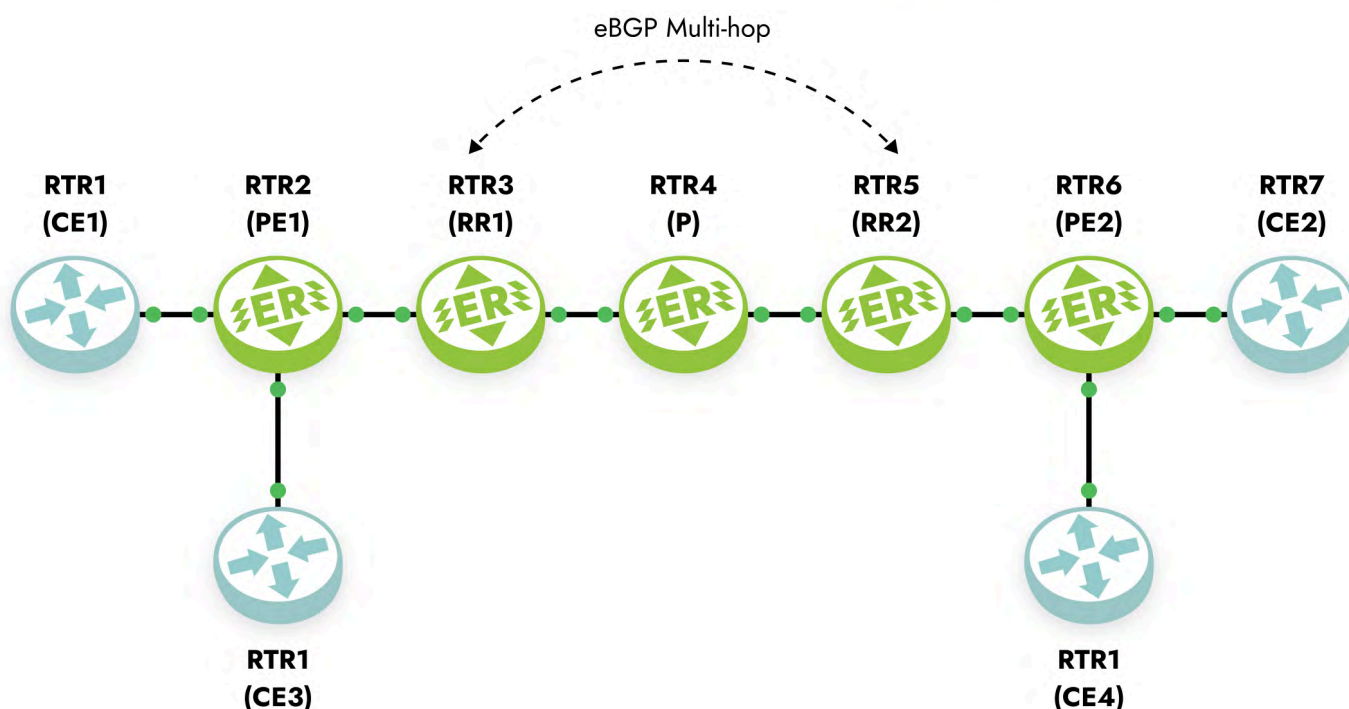 eBGP Multi-hop
RTR1
(CE1)
RTR2
(PE1)
RTR3
(RR1)
RTR4
(P)
RTR5
(RR2)
RTR6
(PE2)
RTR7
(CE2)
ER
ER
ER
ER
ER
RTR1
(CE3)
RTR1
(CE4)